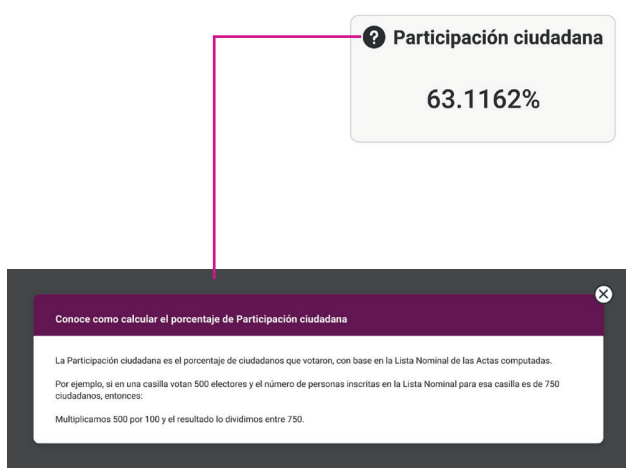 ? Participación ciudadana
63.1162%
Conoce como calcular el porcentaje de Participación ciudadana
La Participación ciudadana es el porcentaje de ciudadanos que votaron, con base en la Lista Nominal de las Actas computadas.
Por ejemplo, si en una casilla votan 500 electores y el número de personas inscritas en la Lista Nominal para esa casilla es de 750
ciudadanos, entonces:
Multiplicamos 500 por 100 y el resultado lo dividimos entre 750.